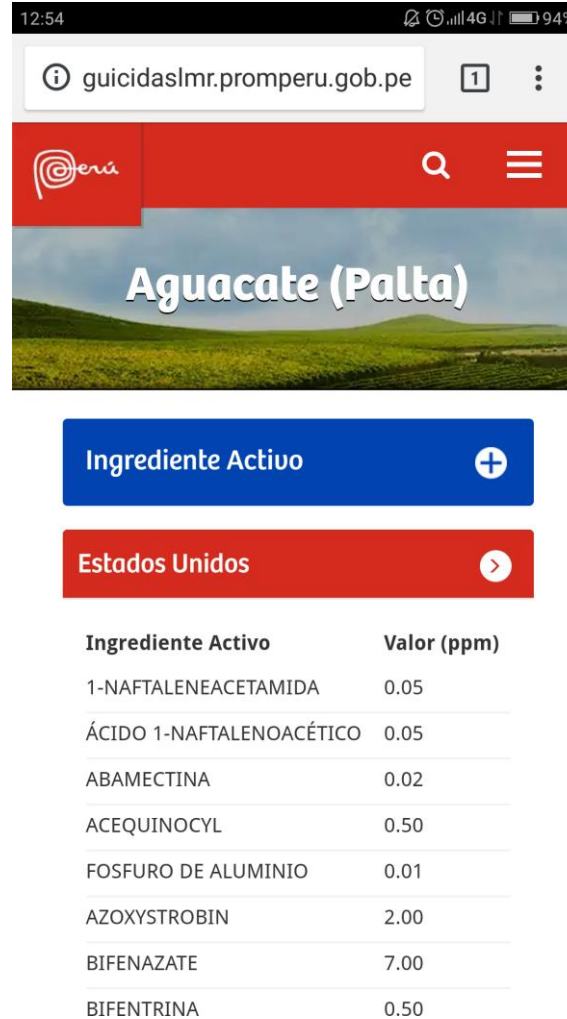 12:54
4G
94%
guicidaslmr.promperu.gob.pe
1
Perú
Aguacate (Palta)
Ingrediente Activo
Estados Unidos
Ingrediente Activo Valor (ppm)
1-NAFTALENEACETAMIDA 0.05
ÁCIDO 1-NAFTALENOACÉTICO 0.05
ABAMECTINA 0.02
ACEQUINOCYL 0.50
FOSFURO DE ALUMINIO 0.01
AZOXYSTROBIN 2.00
BIFENAZATE 7.00
BIFENTRINA 0.50